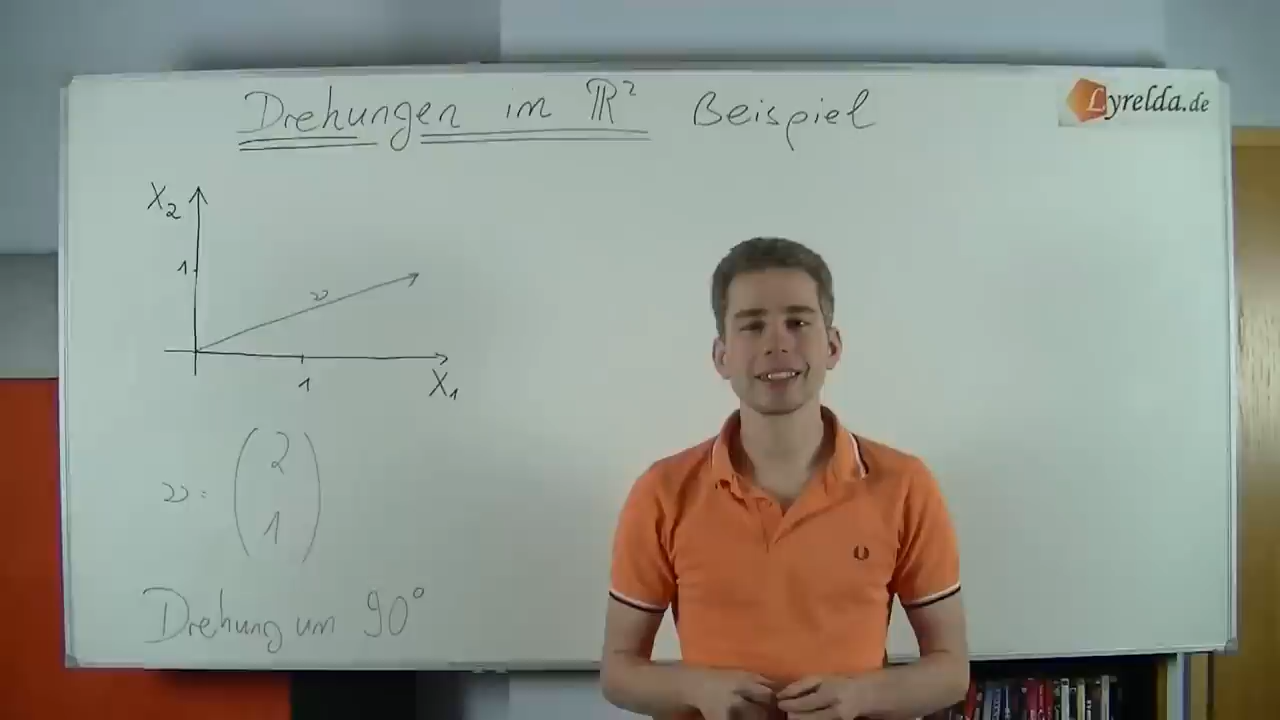 Drehungen im ℝ² Beispiel
Lyrelda.de
X₂
1
v
1
X₁
v: (2
1)
Drehung um 90°